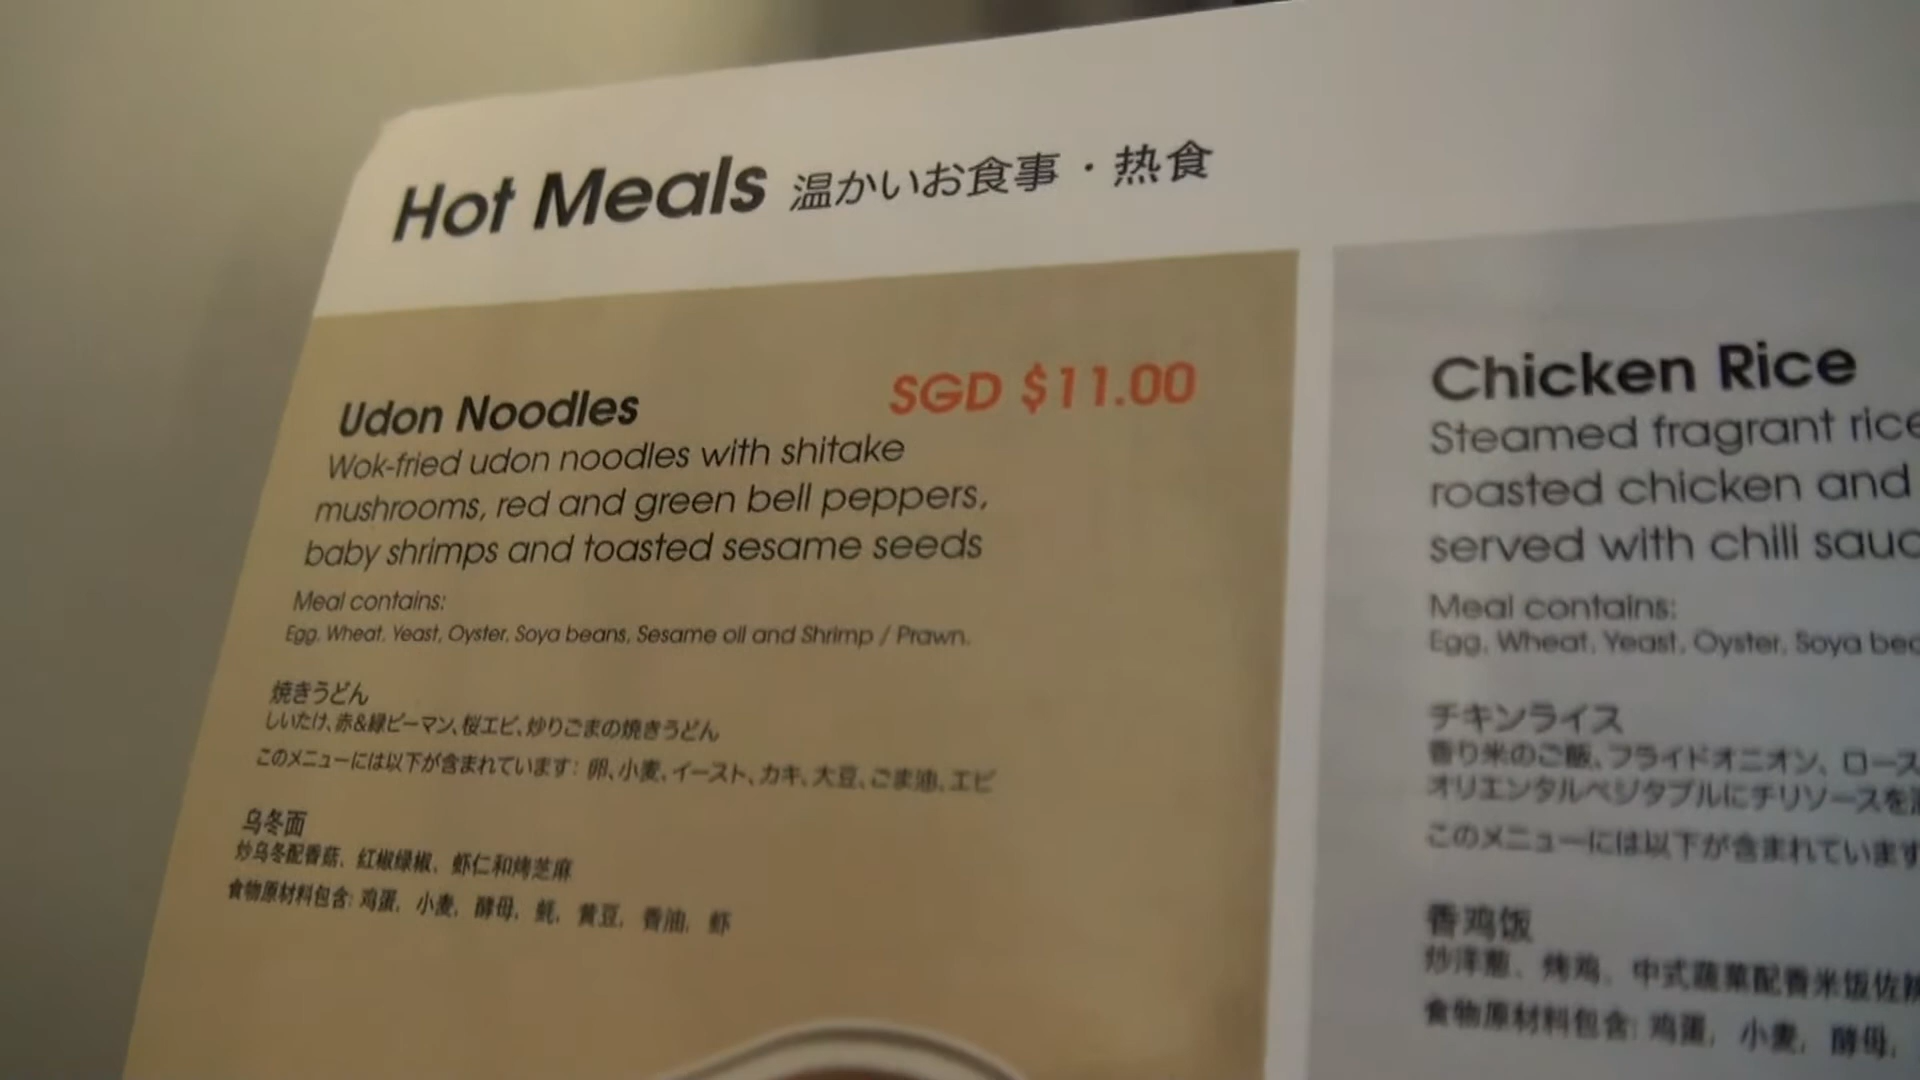 Hot Meals 温かいお食事・热食
Udon Noodles SGD $11.00
Wok-fried udon noodles with shitake
mushrooms, red and green bell peppers,
baby shrimps and toasted sesame seeds
Meal contains:
Egg, Wheat, Yeast, Oyster, Soya beans, Sesame oil and Shrimp / Prawn.
焼きうどん
しいたけ、赤&緑ピーマン、桜エビ、炒りごまの焼きうどん
このメニューには以下が含まれています: 卵、小麦、イースト、カキ、大豆、ごま油、エビ
乌冬面
炒乌冬配香菇, 红椒绿椒, 虾仁和烤芝麻
食物原材料包含: 鸡蛋, 小麦, 酵母, 蚝, 黄豆, 香油, 虾
Chicken Rice
Steamed fragrant rice
roasted chicken and
served with chili sauc
Meal contains:
Egg, Wheat, Yeast, Oyster, Soya bea
チキンライス
香り米のご飯、フライドオニオン、ロース
オリエンタルベジタブルにチリソースを
このメニューには以下が含まれています
香鸡饭
炒洋葱、烤鸡、中式蔬菜配香米饭佐辣
食物原材料包含: 鸡蛋, 小麦, 酵母,